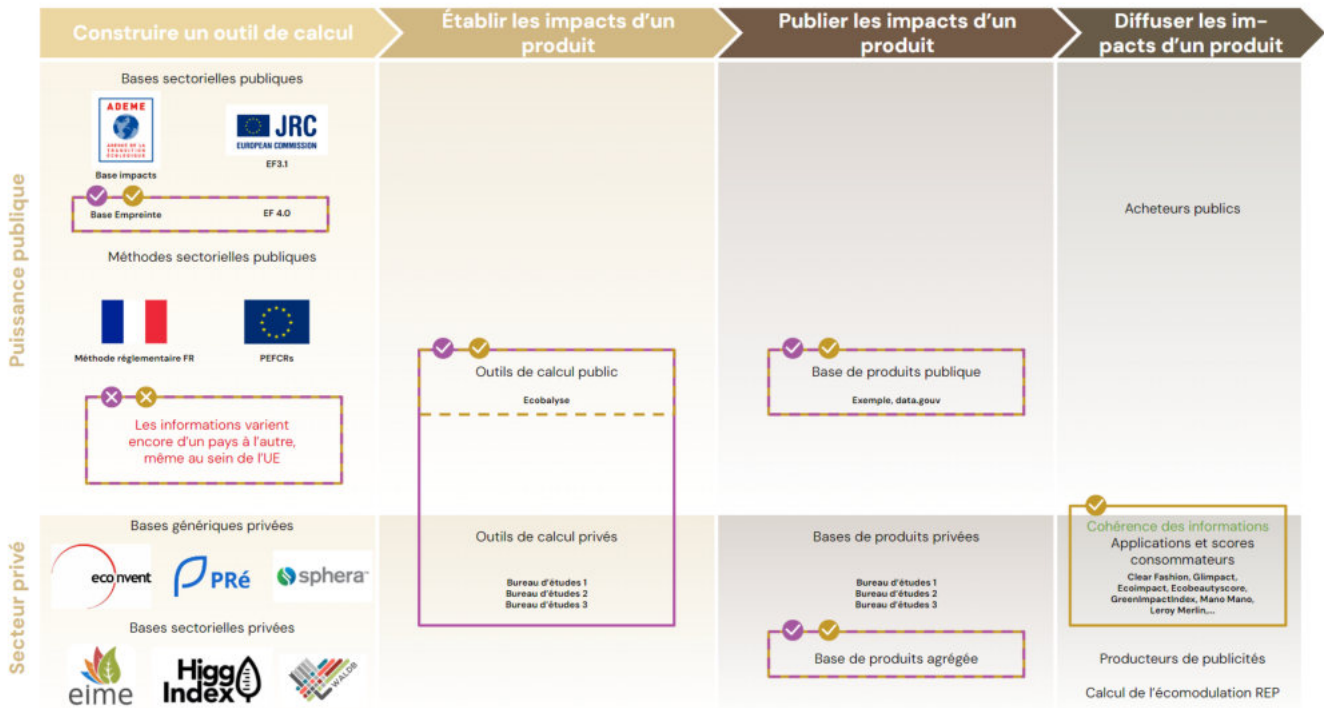 Construire un outil de calcul
Établir les impacts d'un
produit
Publier les impacts d'un
produit
Diffuser les im-
pacts d'un produit
Puissance publique
Bases sectorielles publiques
ADEME
AGENCE DE LA
TRANSITION
ÉCOLOGIQUE
Base impacts
JRC
EUROPEAN COMMISSION
EF3.1
Base Empreinte
EF 4.0
Méthodes sectorielles publiques
Méthode réglementaire FR
PEFCRs
Les informations varient
encore d'un pays à l'autre,
même au sein de l'UE
Outils de calcul public
Ecobalyse
Base de produits publique
Exemple, data.gouv
Acheteurs publics
Secteur privé
Bases génériques privées
ecoinvent
PRé
sphera
Bases sectorielles privées
eime
Higg
Index
WALDB
Outils de calcul privés
Bureau d'études 1
Bureau d'études 2
Bureau d'études 3
Bases de produits privées
Bureau d'études 1
Bureau d'études 2
Bureau d'études 3
Base de produits agrégée
Cohérence des informations
Applications et scores
consommateurs
Clear Fashion, Glimpact,
Ecoimpact, Ecobeautyscore,
GreenImpactIndex, Mano Mano,
Leroy Merlin,...
Producteurs de publicités
Calcul de l'écomodulation REP